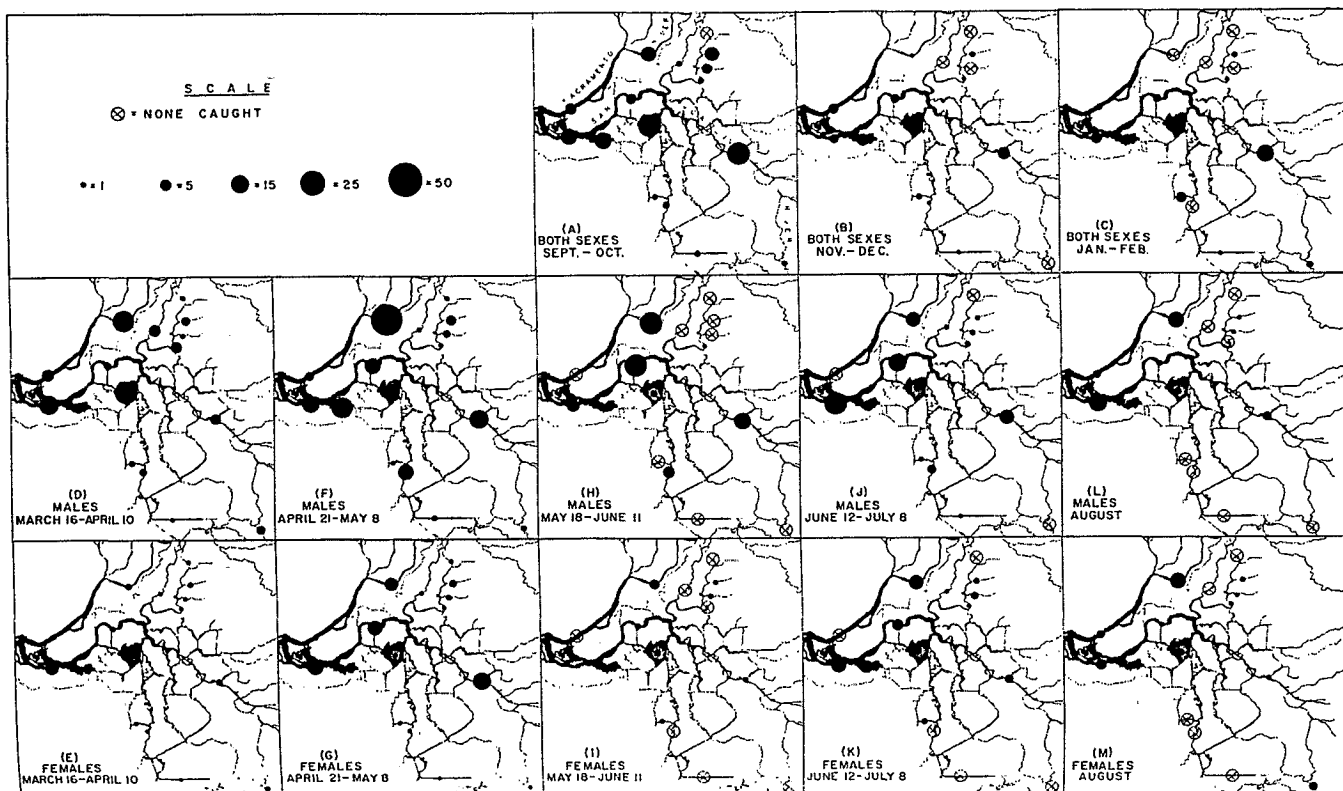 SCALE
⊗ = NONE CAUGHT
• = 1
= 5
= 15
= 25
= 50
SAN
(A)
BOTH SEXES
SEPT. - OCT.
(B)
BOTH SEXES
NOV. - DEC.
(C)
BOTH SEXES
JAN. - FEB.
(D)
MALES
MARCH 16-APRIL 10
(F)
MALES
APRIL 21-MAY 8
(H)
MALES
MAY 18-JUNE 11
(J)
MALES
JUNE 12-JULY 8
(L)
MALES
AUGUST
(E)
FEMALES
MARCH 16-APRIL 10
(G)
FEMALES
APRIL 21-MAY 8
(I)
FEMALES
MAY 18-JUNE 11
(K)
FEMALES
JUNE 12-JULY 8
(M)
FEMALES
AUGUST